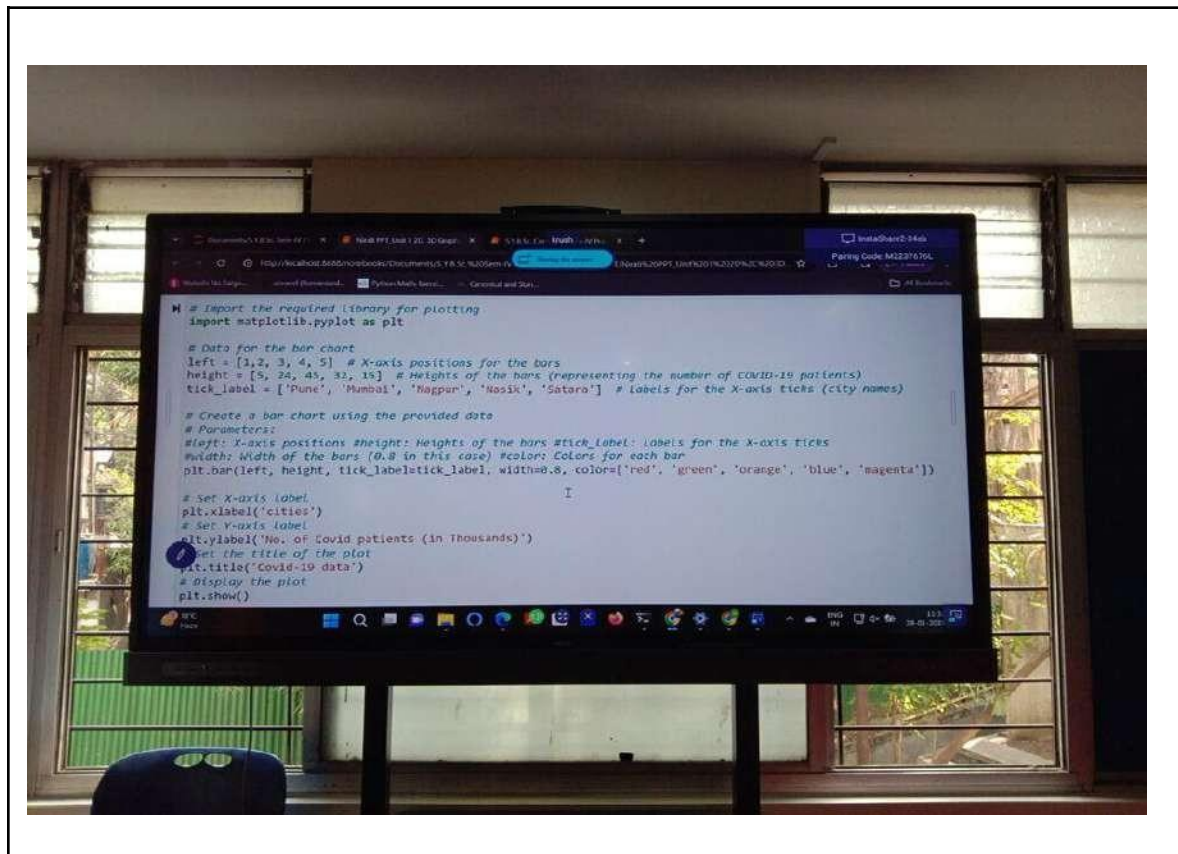 InstaShare2-
Pairing Code: M2237676L
# Import the required library for plotting
import matplotlib.pyplot as plt
# Data for the bar chart
left = [1,2, 3, 4, 5] # X-axis positions for the bars
height = [5, 24, 45, 32, 15] # Heights of the bars (representing the number of COVID-19 patients)
tick_label = ['Pune', 'Mumbai', 'Nagpur', 'Nasik', 'Satara'] # Labels for the X-axis ticks (city names)
# Create a bar chart using the provided data
# Parameters:
#left: X-axis positions #height: Heights of the bars #tick_label: Labels for the X-axis ticks
#width: Width of the bars (0.8 in this case) #color: Colors for each bar
plt.bar(left, height, tick_label=tick_label, width=0.8, color=['red', 'green', 'orange', 'blue', 'magenta'])
# Set X-axis label
plt.xlabel('cities')
# Set Y-axis label
plt.ylabel('No. of Covid patients (in Thousands)')
Set the title of the plot
plt.title('Covid-19 data')
# Display the plot
plt.show()
ENG
IN